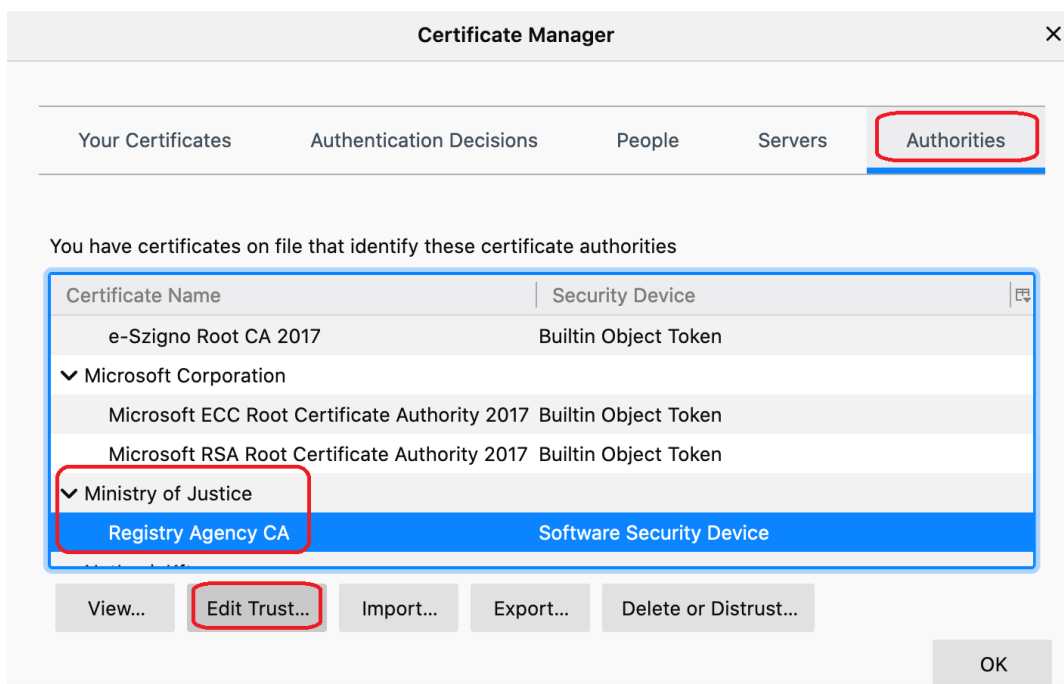 Certificate Manager
Your Certificates Authentication Decisions People Servers Authorities
You have certificates on file that identify these certificate authorities
Certificate Name Security Device
e-Szigno Root CA 2017 Builtin Object Token
Microsoft Corporation
Microsoft ECC Root Certificate Authority 2017 Builtin Object Token
Microsoft RSA Root Certificate Authority 2017 Builtin Object Token
Ministry of Justice
Registry Agency CA Software Security Device
View... Edit Trust... Import... Export... Delete or Distrust...
OK